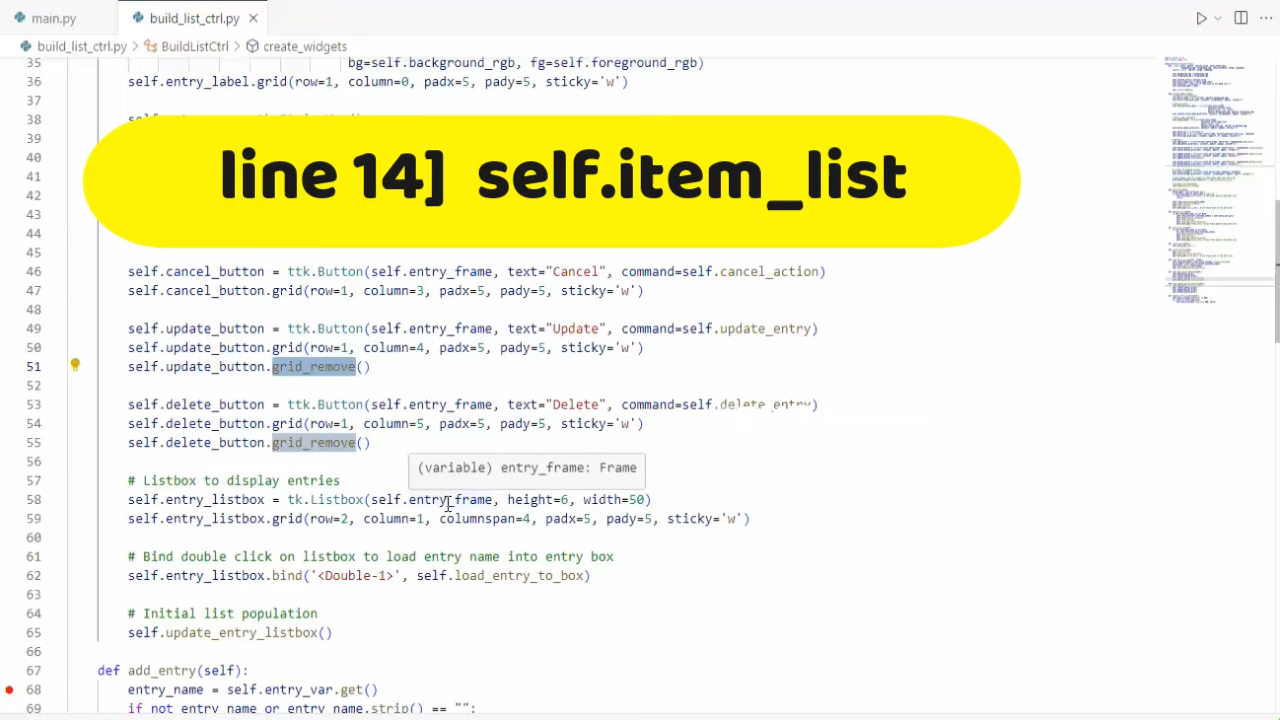 main.py
build_list_ctrl.py
build_list_ctrl.py > BuildListCtrl > create_widgets
35 bg=self.background_rgb, fg=self.foreground_rgb)
36 self.entry_label.grid(row=1, column=0, padx=5, pady=5, sticky='w')
37
38
40
41
43
44
45
line 14j self.item_list
46 self.cancel_button = ttk.Button(self.entry_frame, text="Cancel", command=self.cancel_action)
47 self.cancel_button.grid(row=1, column=3, padx=5, pady=5, sticky='w')
48
49 self.update_button = ttk.Button(self.entry_frame, text="Update", command=self.update_entry)
50 self.update_button.grid(row=1, column=4, padx=5, pady=5, sticky='w')
51 self.update_button.grid_remove()
52
53 self.delete_button = ttk.Button(self.entry_frame, text="Delete", command=self.delete_entry)
54 self.delete_button.grid(row=1, column=5, padx=5, pady=5, sticky='w')
55 self.delete_button.grid_remove()
56
(variable) entry_frame: Frame
57 # Listbox to display entries
58 self.entry_listbox = tk.Listbox(self.entry_frame, height=6, width=50)
59 self.entry_listbox.grid(row=2, column=1, columnspan=4, padx=5, pady=5, sticky='w')
60
61 # Bind double click on listbox to load entry name into entry box
62 self.entry_listbox.bind('<Double-1>', self.load_entry_to_box)
63
64 # Initial list population
65 self.update_entry_listbox()
66
67 def add_entry(self):
68 entry_name = self.entry_var.get()
69 if not entry_name or entry_name.strip() == "":